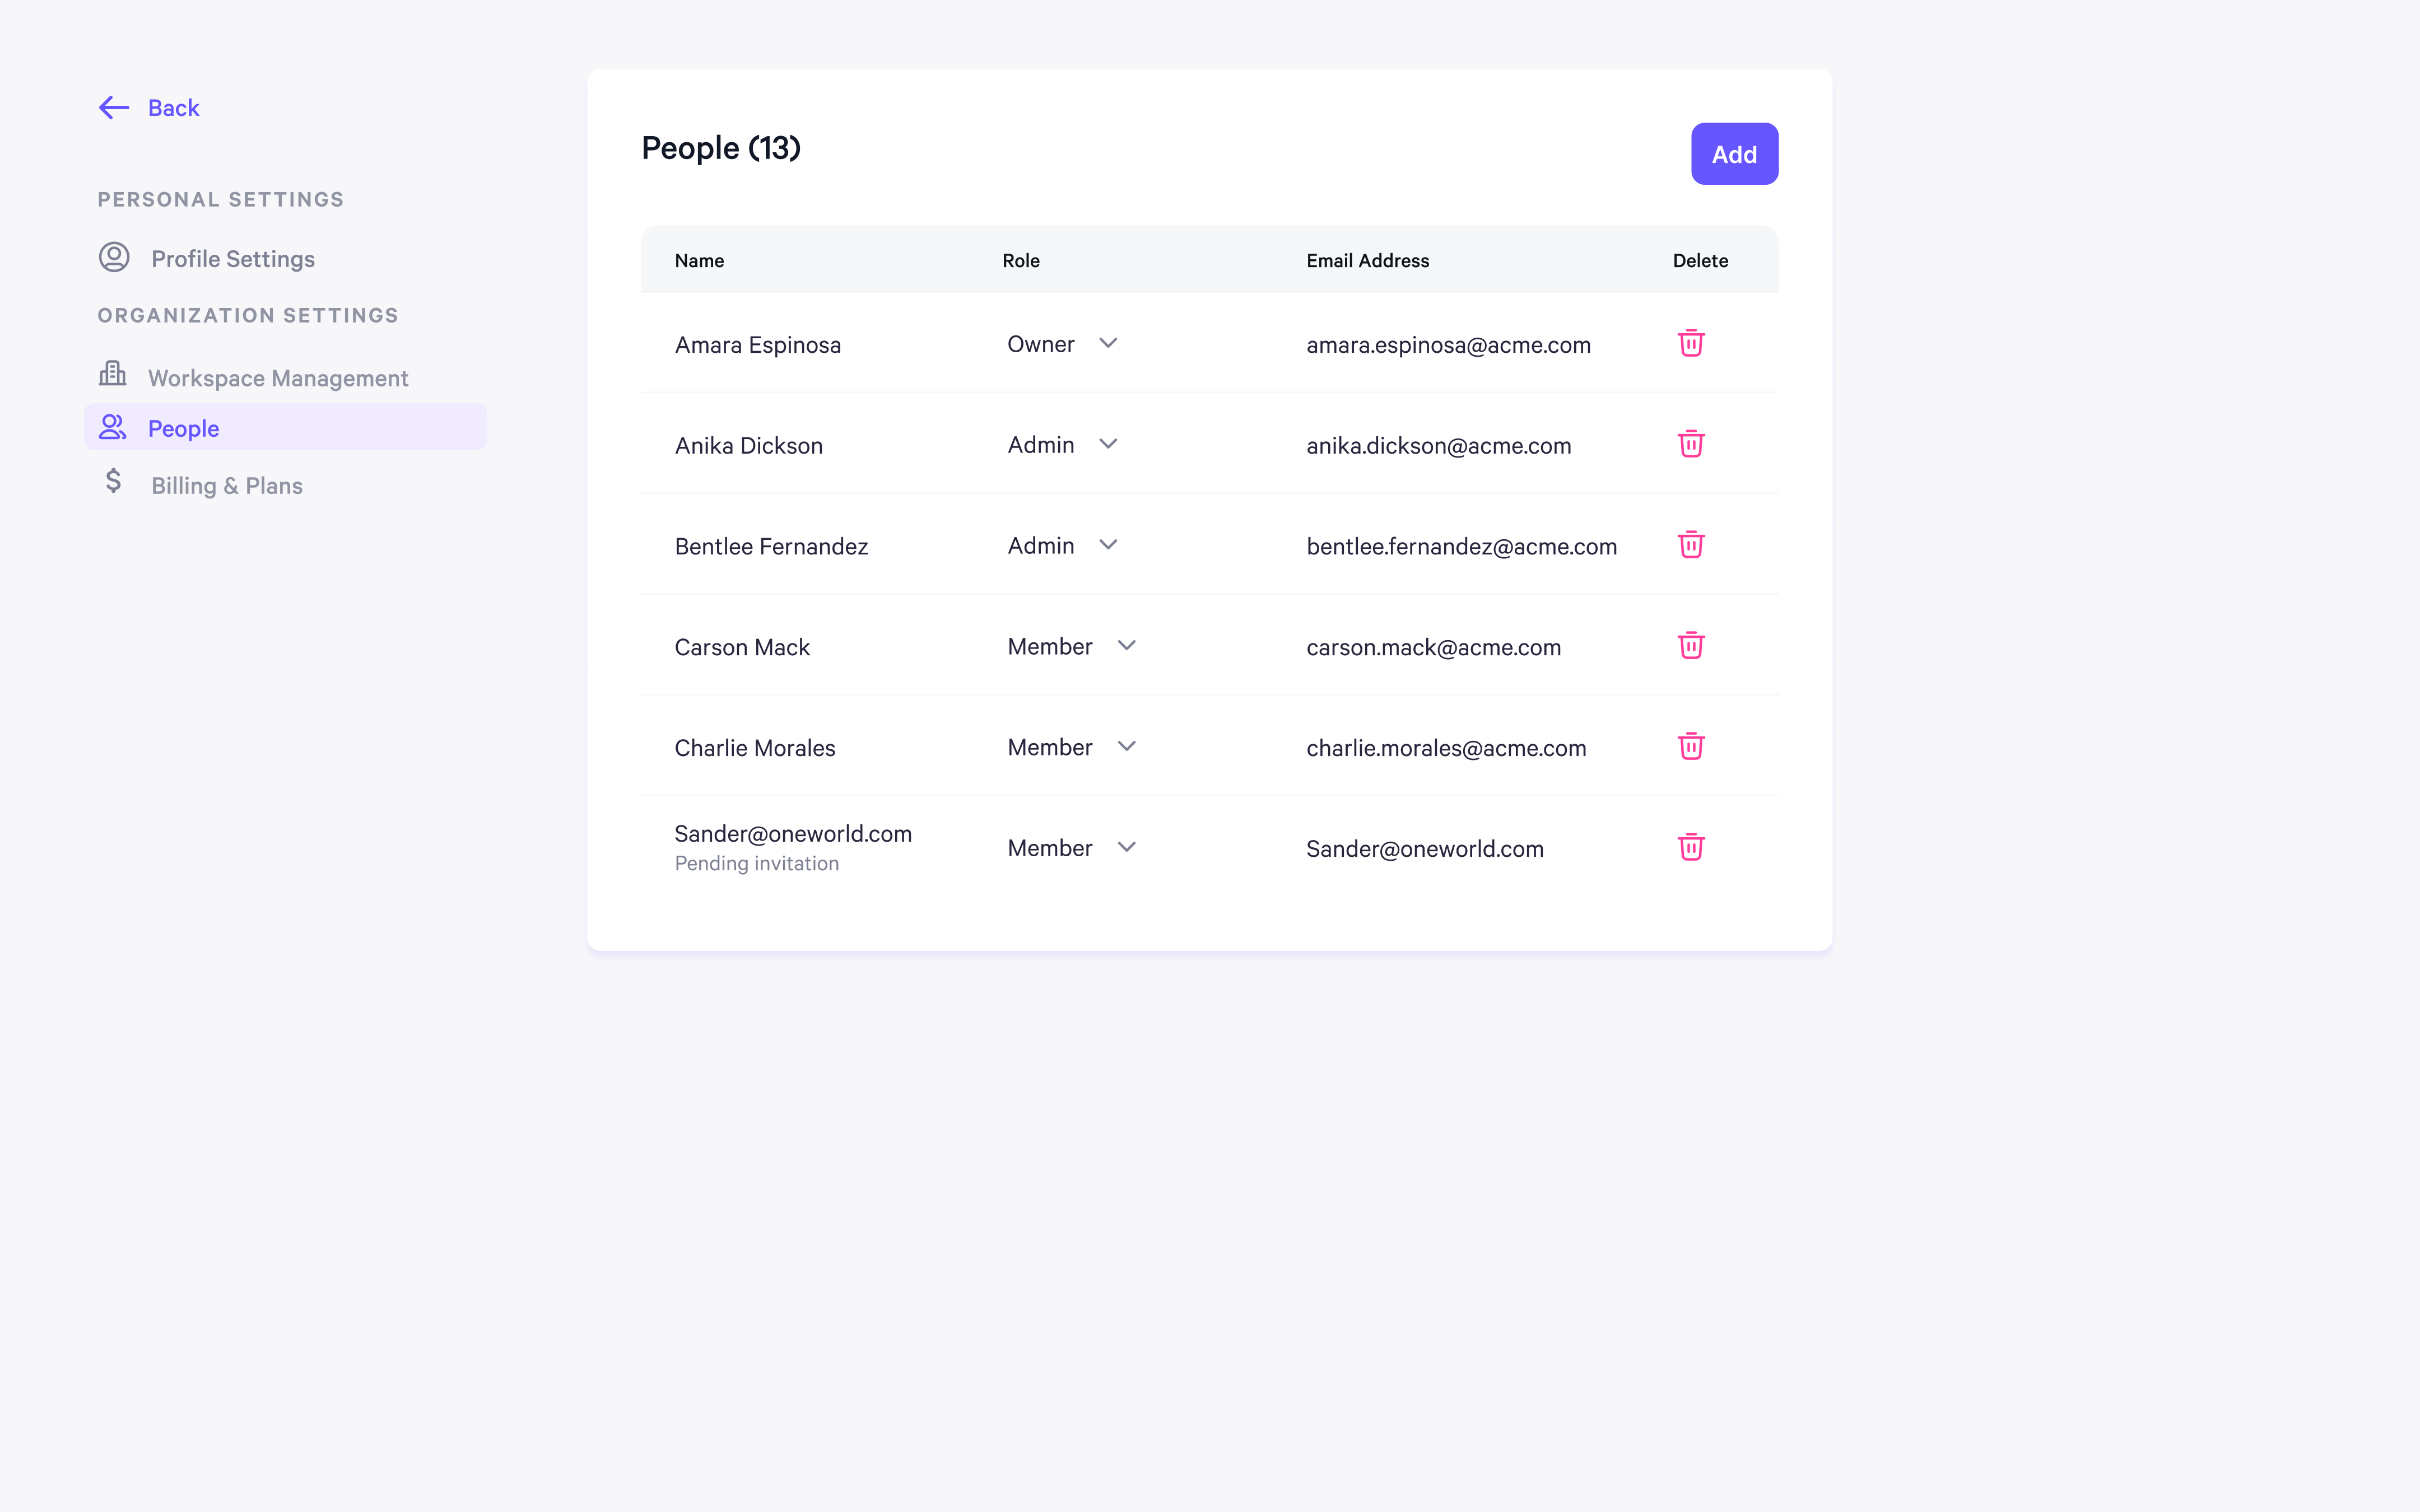 Back
PERSONAL SETTINGS
Profile Settings
ORGANIZATION SETTINGS
Workspace Management
People
Billing & Plans
People (13)
Add
Name Role Email Address Delete
Amara Espinosa Owner amara.espinosa@acme.com
Anika Dickson Admin anika.dickson@acme.com
Bentlee Fernandez Admin bentlee.fernandez@acme.com
Carson Mack Member carson.mack@acme.com
Charlie Morales Member charlie.morales@acme.com
Sander@oneworld.com Member Sander@oneworld.com
Pending invitation